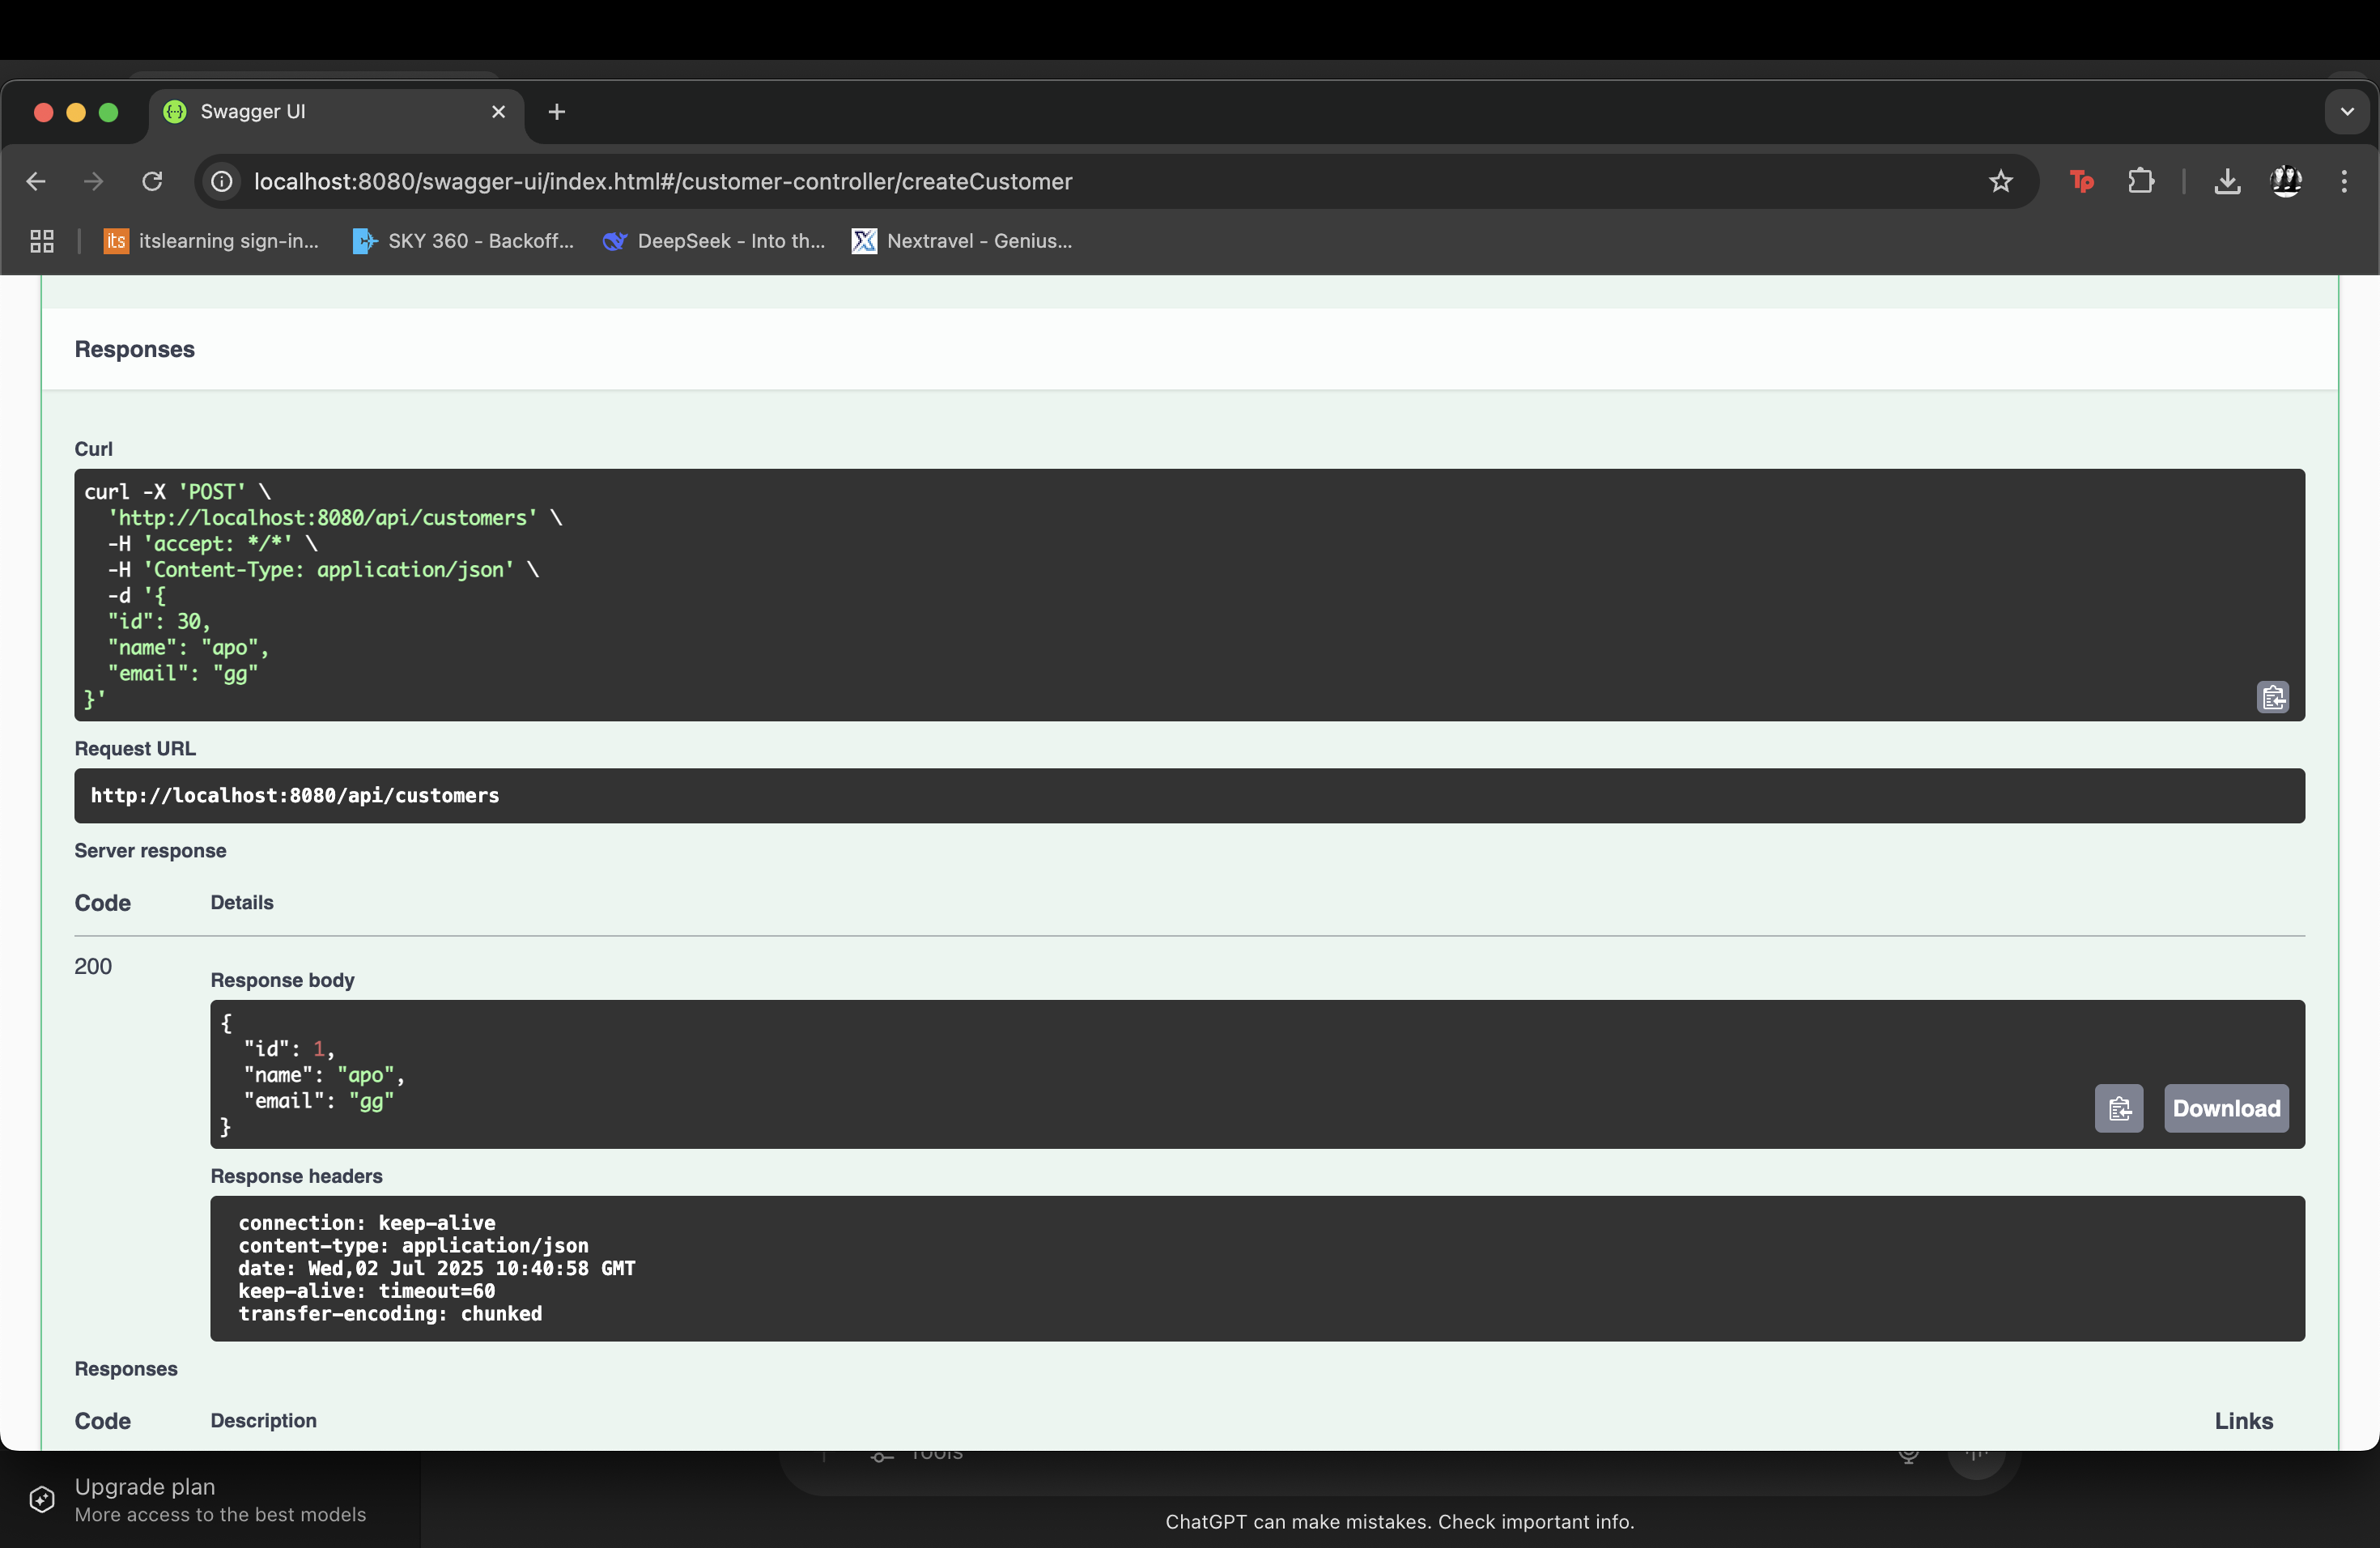 Swagger UI
localhost:8080/swagger-ui/index.html#/customer-controller/createCustomer
Tp
its itslearning sign-in... SKY 360 - Backoff... DeepSeek - Into th... Nextravel - Genius...
Responses
Curl
curl -X 'POST' \
'http://localhost:8080/api/customers' \
-H 'accept: */*' \
-H 'Content-Type: application/json' \
-d '{
"id": 30,
"name": "apo",
"email": "gg"
}'
Request URL
http://localhost:8080/api/customers
Server response
Code Details
200
Response body
{
"id": 1,
"name": "apo",
"email": "gg"
}
Download
Response headers
connection: keep-alive
content-type: application/json
date: Wed,02 Jul 2025 10:40:58 GMT
keep-alive: timeout=60
transfer-encoding: chunked
Responses
Code Description Links
Tools
Upgrade plan
More access to the best models
ChatGPT can make mistakes. Check important info.